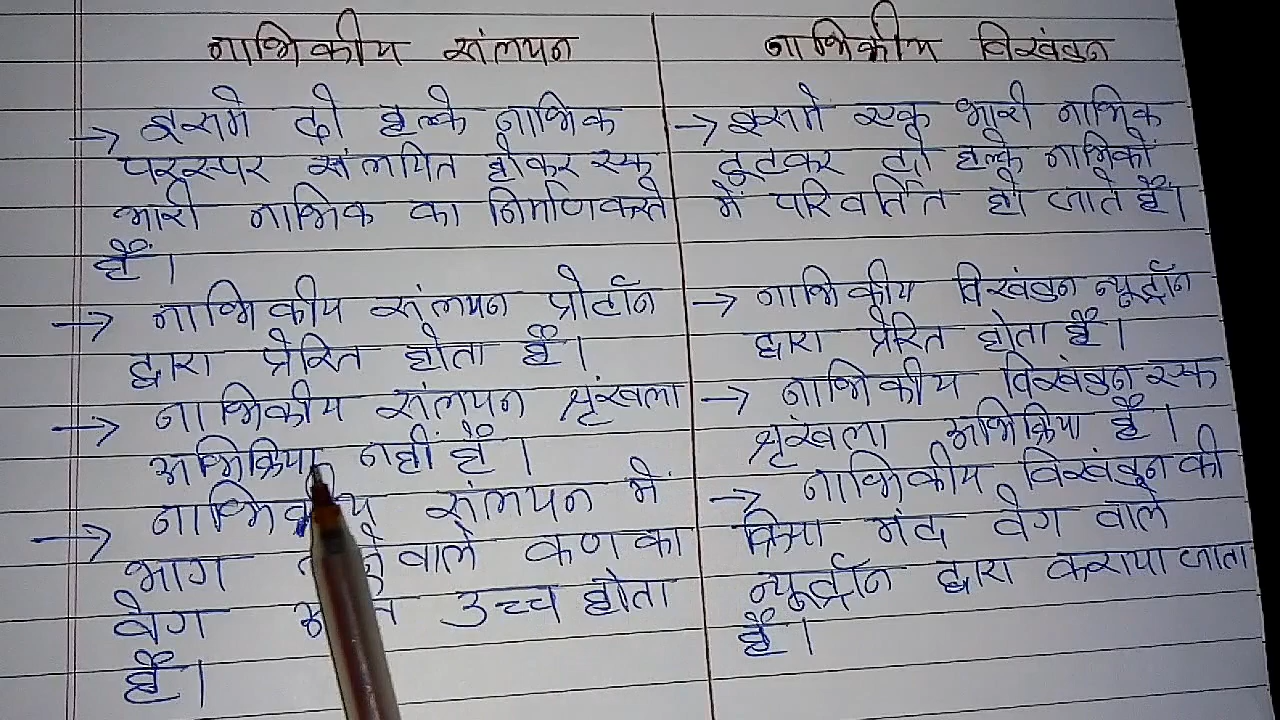 नाभिकीय संलयन
→ इसमे दो हल्के नाभिक
परस्पर संलयित होकर एक
भारी नाभिक का निर्माण करते
हैं।
→ नाभिकीय संलयन प्रोटॉन
द्वारा प्रेरित होता है।
→ नाभिकीय संलयन श्रृंखला
अभिक्रिया नहीं है।
→ नाभिकीय संलयन में
भाग वाले कण का
वेग उच्च होता
है।
नाभिकीय विखंडन
→ इसमें एक भारी नाभिक
टूटकर दो हल्के नाभिकों
में परिवर्तित हो जाते है।
→ नाभिकीय विखंडन न्यूट्रॉन
द्वारा प्रेरित होता है।
→ नाभिकीय विखंडन एक
श्रृंखला अभिक्रिया है।
→ नाभिकीय विखंडन की
क्रिया मंद वेग वाले
न्यूट्रॉन द्वारा कराया जाता
है।